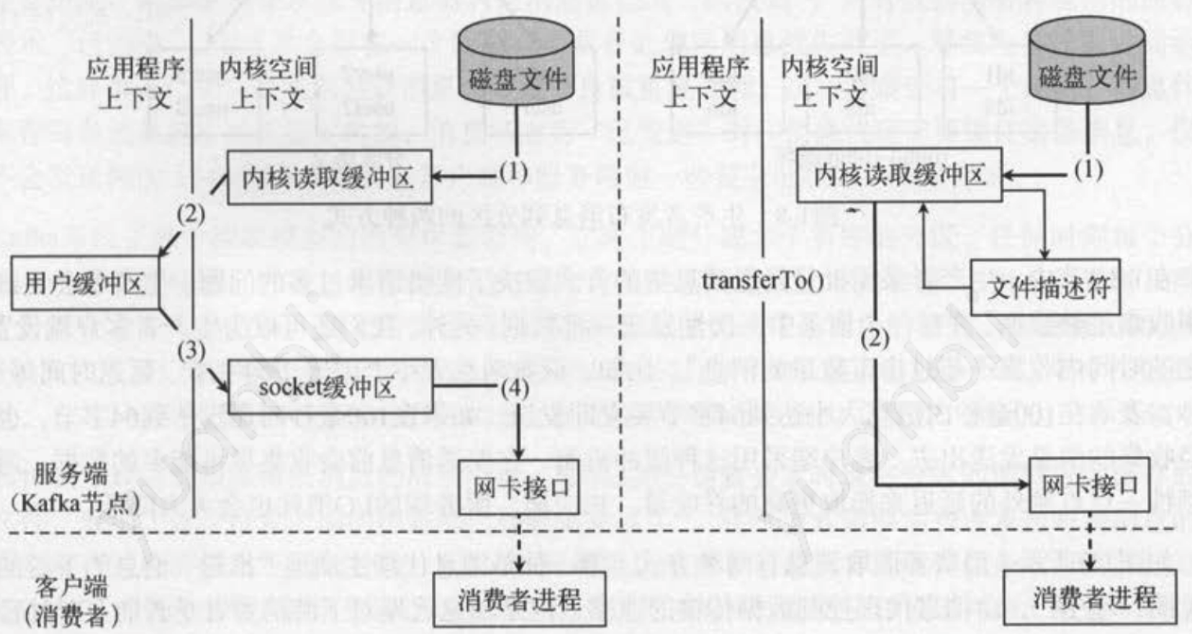 应用程序
上下文
内核空间
上下文
磁盘文件
内核读取缓冲区
(1)
(2)
用户缓冲区
(3)
socket缓冲区
(4)
服务端
(Kafka节点)
网卡接口
客户端
(消费者)
消费者进程
应用程序
上下文
内核空间
上下文
磁盘文件
内核读取缓冲区
(1)
transferTo()
文件描述符
(2)
网卡接口
消费者进程